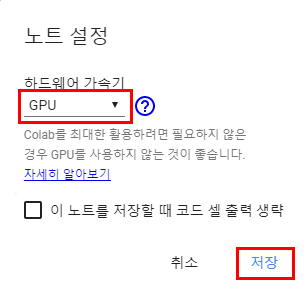 노트 설정
하드웨어 가속기
GPU
Colab를 최대한 활용하려면 필요하지 않은
경우 GPU를 사용하지 않는 것이 좋습니다.
자세히 알아보기
이 노트를 저장할 때 코드 셀 출력 생략
취소 저장